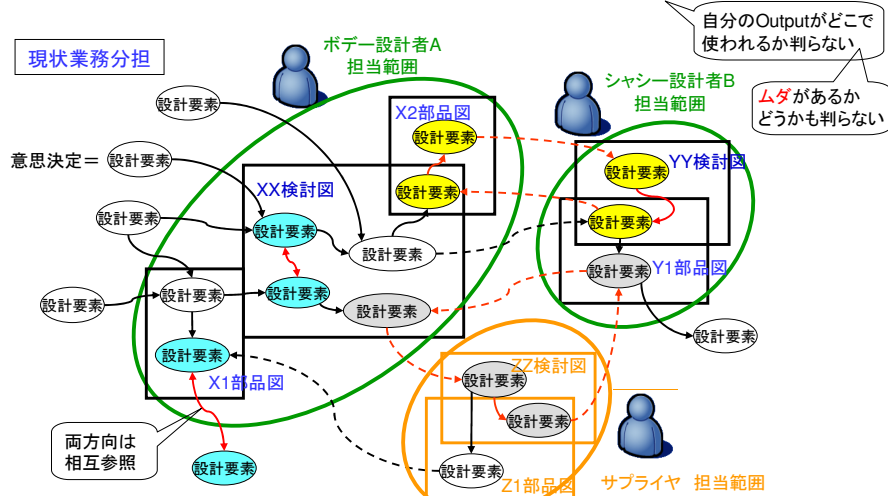 自分のOutputがどこで
使われるか判らない
現状業務分担
ボデー設計者A
担当範囲
シャシー設計者B
担当範囲
ムダがあるか
どうかも判らない
設計要素
X2部品図
設計要素
意思決定=
設計要素
XX検討図
YY検討図
設計要素
設計要素
設計要素
設計要素
設計要素
設計要素
設計要素
Y1部品図
設計要素
設計要素
設計要素
設計要素
設計要素
設計要素
設計要素
X1部品図
ZZ検討図
設計要素
設計要素
両方向は
相互参照
設計要素
設計要素
Z1部品図
サプライヤ 担当範囲